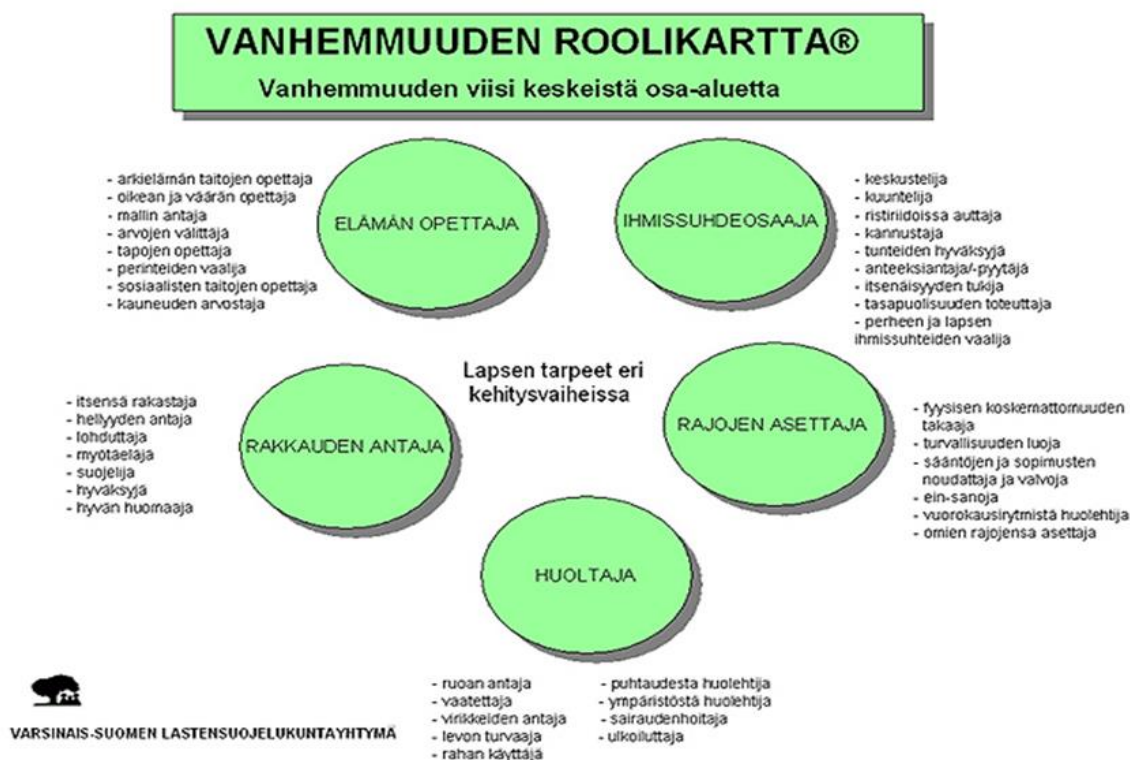 VANHEMMUUDEN ROOLIKARTTA®
Vanhemmuuden viisi keskeistä osa-aluetta
- arkielämän taitojen opettaja
- oikean ja väärän opettaja
- mallin antaja
- arvojen välittäjä
- tapojen opettaja
- perinteiden vaalija
- sosiaalisten taitojen opettaja
- kauneuden arvostaja
ELÄMÄN OPETTAJA
IHMISSUHDEOSAAJA
- keskustelija
- kuuntelija
- ristiriidoissa auttaja
- kannustaja
- tunteiden hyväksyjä
- anteeksiantaja/-pyytäjä
- itsenäisyyden tukija
- tasapuolisuuden toteuttaja
- perheen ja lapsen
ihmissuhteiden vaalija
Lapsen tarpeet eri
kehitysvaiheissa
- itsensä rakastaja
- hellyyden antaja
- lohduttaja
- myötäeläjä
- suojelija
- hyväksyjä
- hyvän huomaaja
RAKKAUDEN ANTAJA
RAJOJEN ASETTAJA
- fyysisen koskemattomuuden
takaaja
- turvallisuuden luoja
- sääntöjen ja sopimusten
noudattaja ja valvoja
- ein-sanoja
- vuorokausirytmistä huolehtija
- omien rajojensa asettaja
HUOLTAJA
- ruoan antaja
- vaatettaja
- virikkeiden antaja
- levon turvaaja
- rahan käyttäjä
- puhtaudesta huolehtija
- ympäristöstä huolehtija
- sairaudenhoitaja
- ulkoiluttaja
VARSINAIS-SUOMEN LASTENSUOJELUKUNTAYHTYMÄ